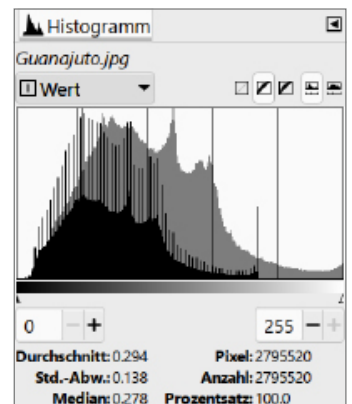 Histogramm
Guanajuto.jpg
Wert
0 − + 255 − +
Durchschnitt: 0.294 Pixel: 2795520
Std.-Abw.: 0.138 Anzahl: 2795520
Median: 0.278 Prozentsatz: 100.0